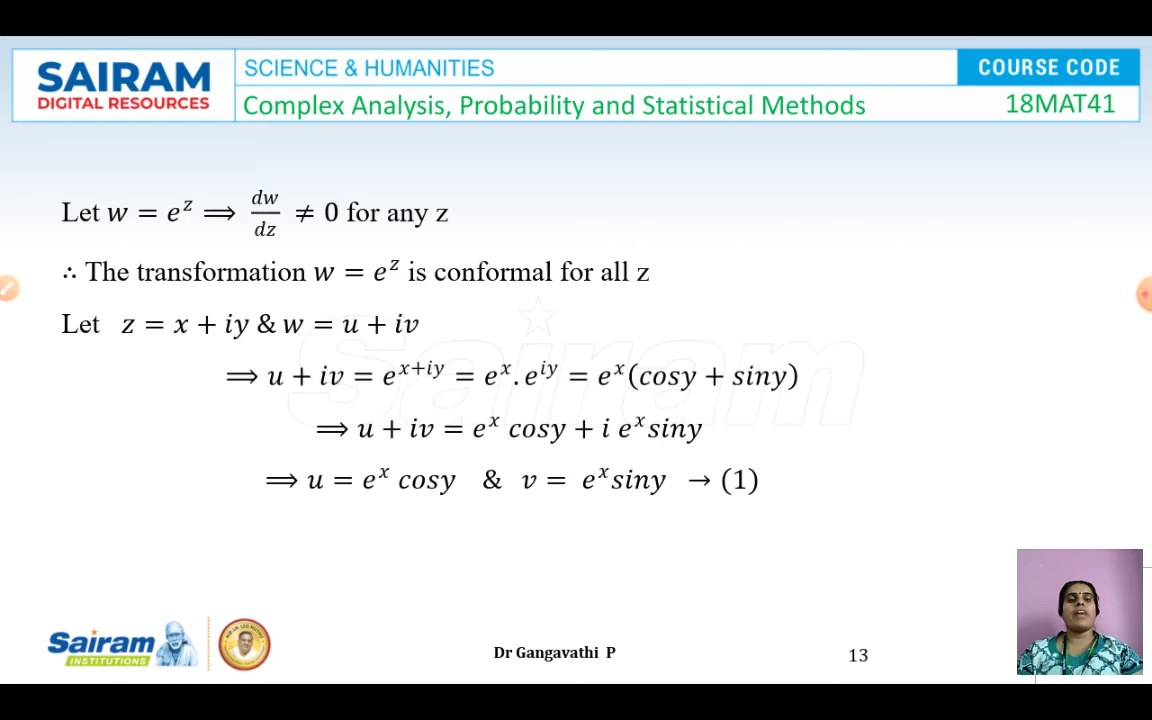 SAIRAM
DIGITAL RESOURCES
SCIENCE & HUMANITIES
COURSE CODE
Complex Analysis, Probability and Statistical Methods
18MAT41
Let w = e^z ⟹ dw/dz ≠ 0 for any z
∴ The transformation w = e^z is conformal for all z
Let z = x + iy & w = u + iv
⟹ u + iv = e^{x+iy} = e^x . e^{iy} = e^x(cosy + siny)
⟹ u + iv = e^x cosy + i e^x siny
⟹ u = e^x cosy & v = e^x siny → (1)
Sairam
Sairam
INSTITUTIONS
Dr Gangavathi P
13